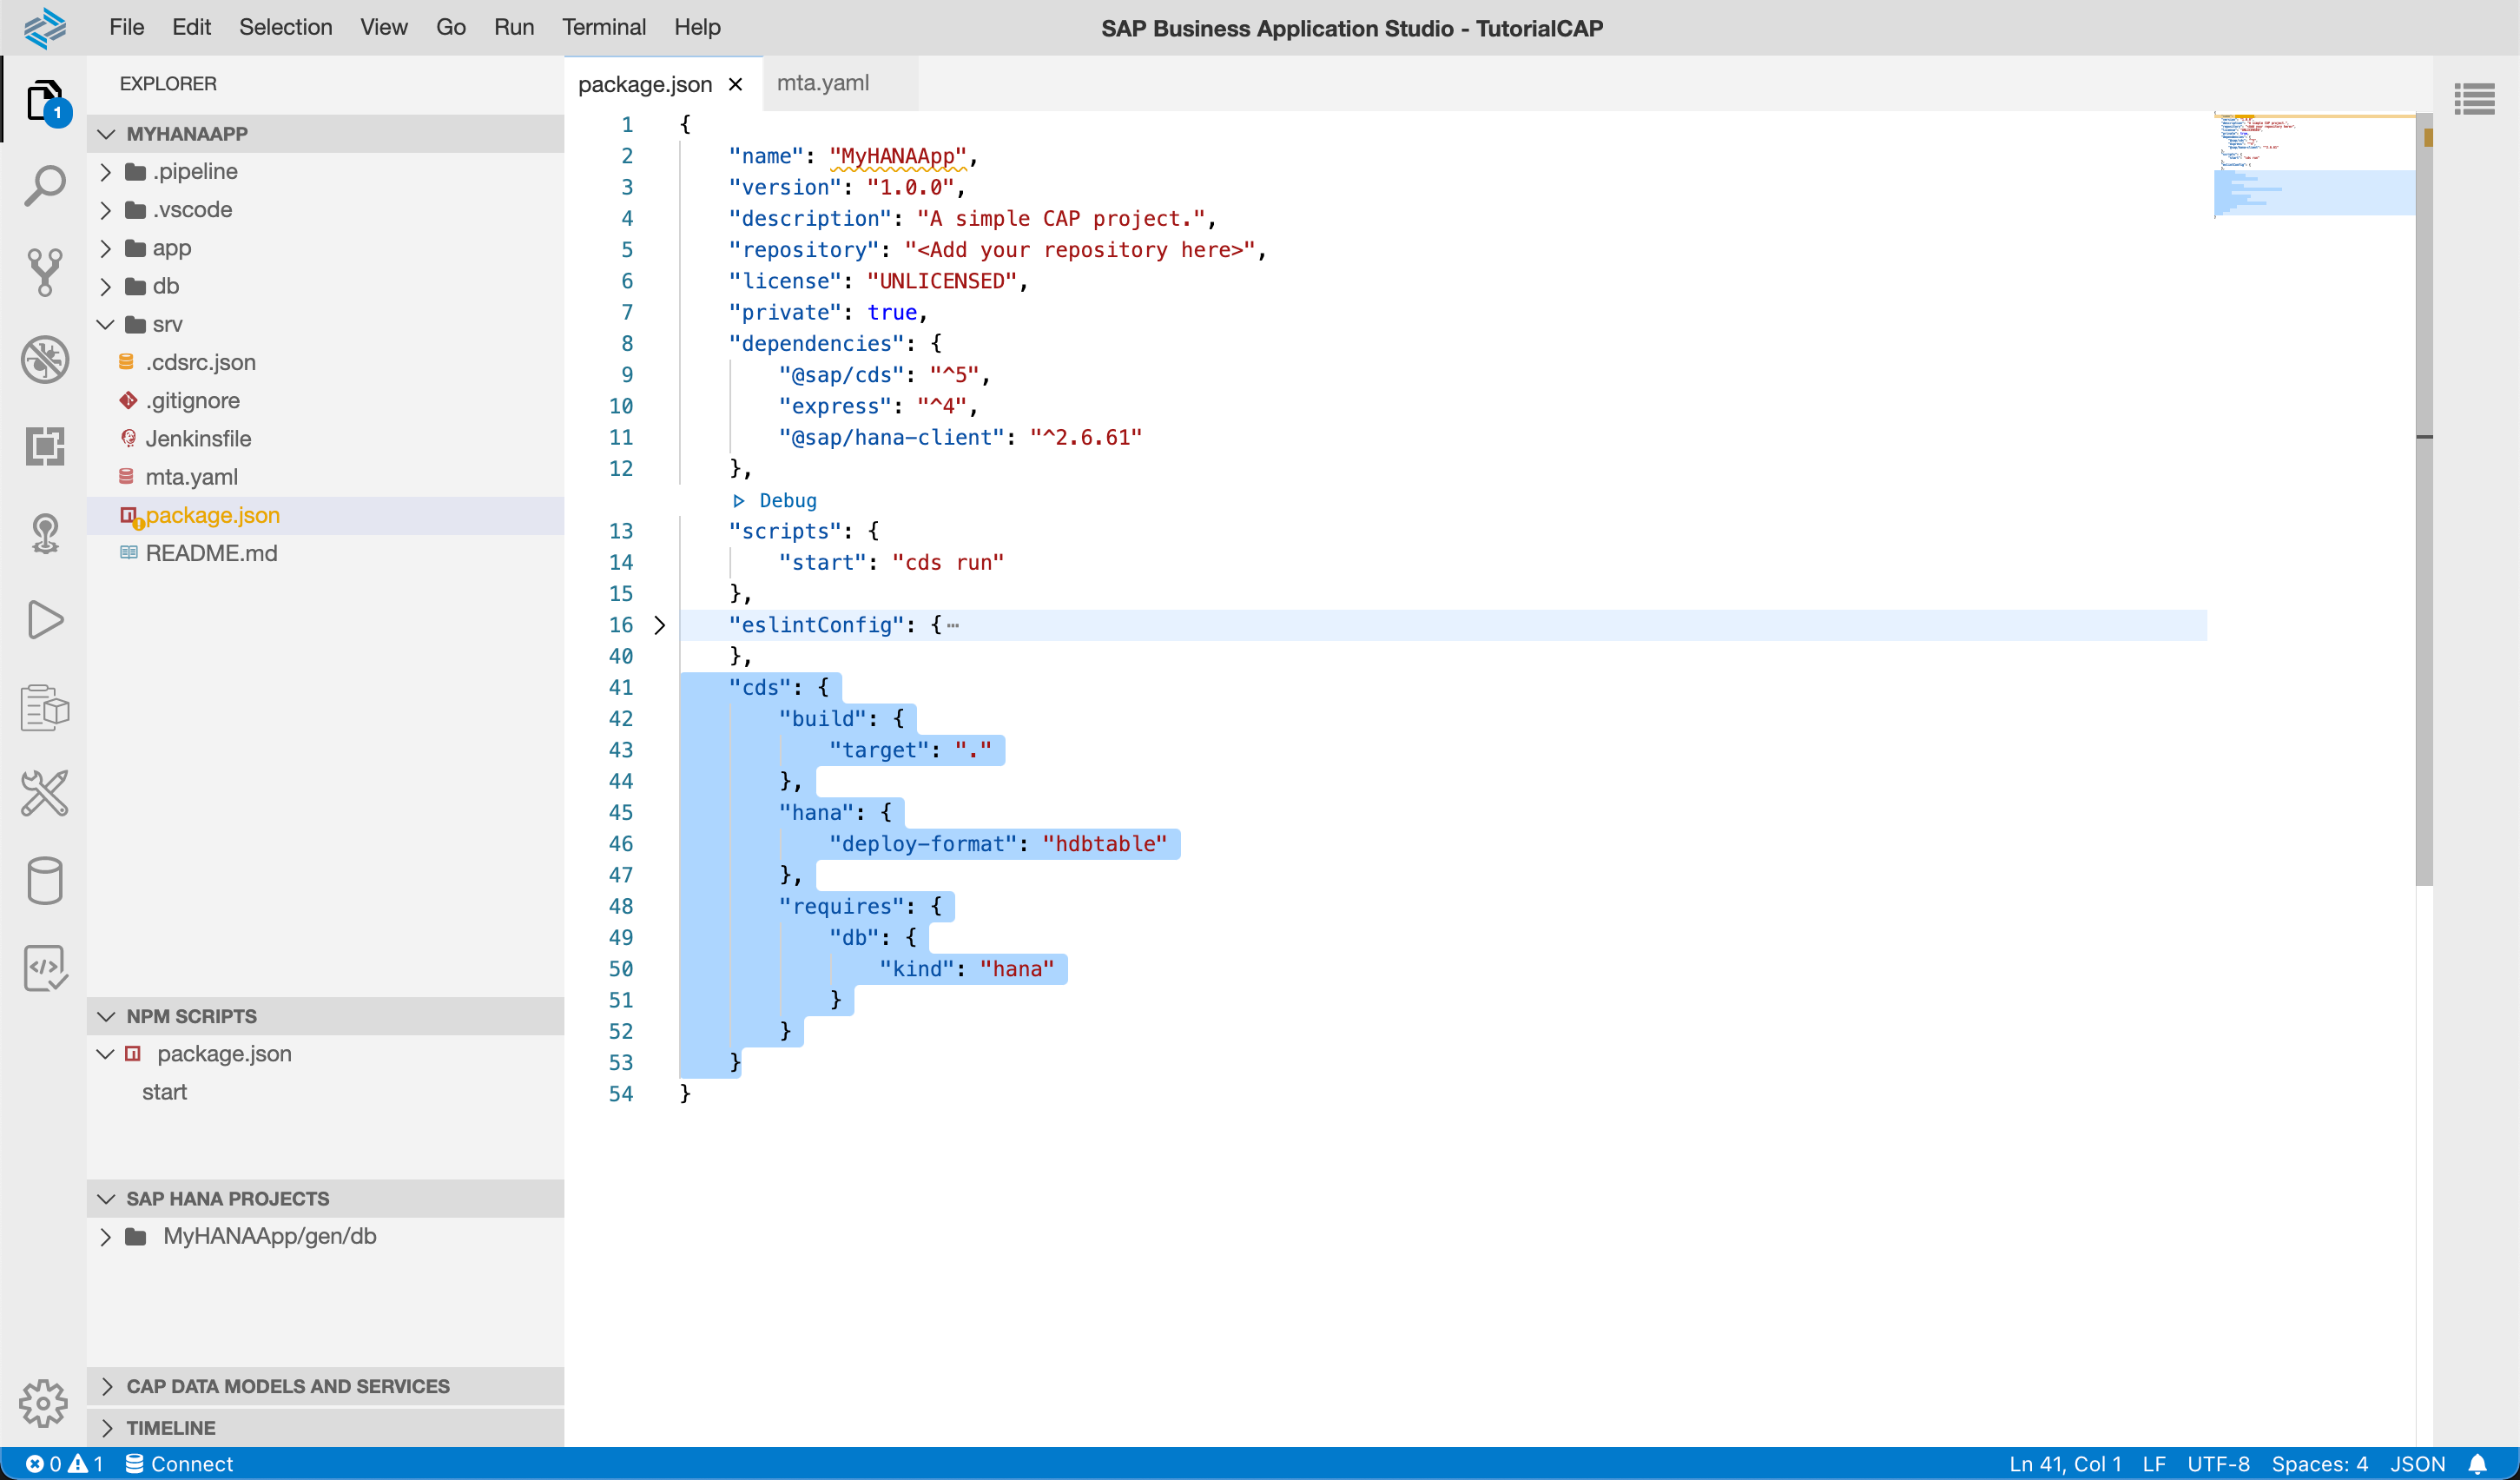 File Edit Selection View Go Run Terminal Help
SAP Business Application Studio - TutorialCAP
EXPLORER
1
MYHANAAPP
.pipeline
.vscode
app
db
srv
.cdsrc.json
.gitignore
Jenkinsfile
mta.yaml
package.json
README.md
NPM SCRIPTS
package.json
start
SAP HANA PROJECTS
MyHANAApp/gen/db
CAP DATA MODELS AND SERVICES
TIMELINE
package.json mta.yaml
1 {
2 "name": "MyHANAApp",
3 "version": "1.0.0",
4 "description": "A simple CAP project.",
5 "repository": "<Add your repository here>",
6 "license": "UNLICENSED",
7 "private": true,
8 "dependencies": {
9 "@sap/cds": "^5",
10 "express": "^4",
11 "@sap/hana-client": "^2.6.61"
12 },
Debug
13 "scripts": {
14 "start": "cds run"
15 },
16 "eslintConfig": {⋯
40 },
41 "cds": {
42 "build": {
43 "target": "."
44 },
45 "hana": {
46 "deploy-format": "hdbtable"
47 },
48 "requires": {
49 "db": {
50 "kind": "hana"
51 }
52 }
53 }
54 }
0 1 Connect
Ln 41, Col 1 LF UTF-8 Spaces: 4 JSON